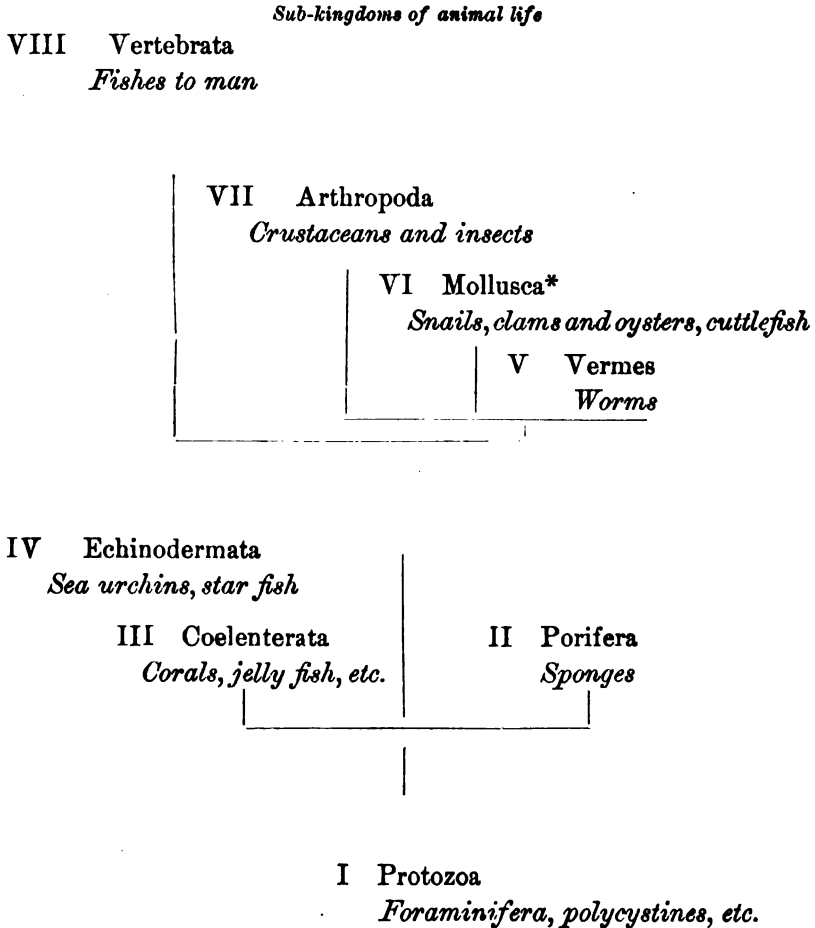 Sub-kingdoms of animal life
VIII Vertebrata
Fishes to man
VII Arthropoda
Crustaceans and insects
VI Mollusca*
Snails, clams and oysters, cuttlefish
V Vermes
Worms
IV Echinodermata
Sea urchins, star fish
III Coelenterata
Corals, jelly fish, etc.
II Porifera
Sponges
I Protozoa
Foraminifera, polycystines, etc.